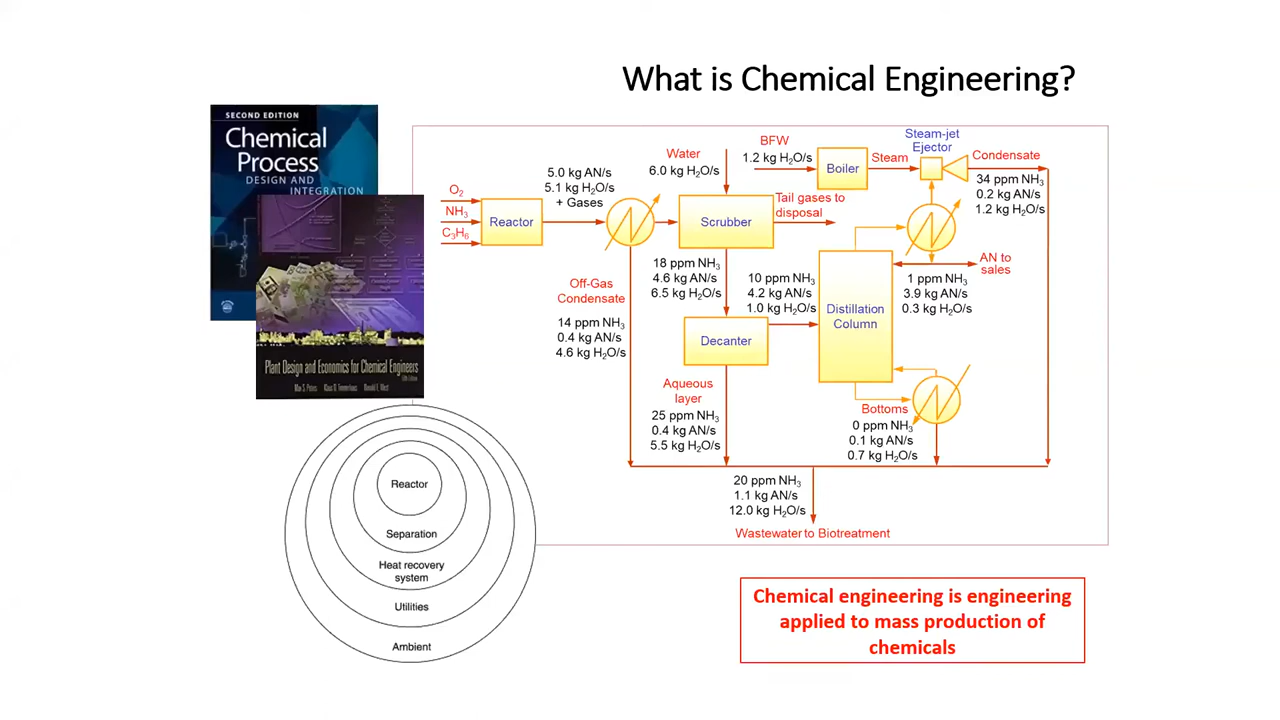 What is Chemical Engineering?
SECOND EDITION
Chemical
Process
DESIGN AND
INTEGRATION
Plant Design and Economics for Chemical Engineers
Max S. Peters Klaus D. Timmerhaus Ronald E. West
O2
NH3
C3H6
Reactor
5.0 kg AN/s
5.1 kg H2O/s
+ Gases
Water
6.0 kg H2O/s
Scrubber
Tail gases to
disposal
BFW
1.2 kg H2O/s
Boiler
Steam
Steam-jet
Ejector
Condensate
34 ppm NH3
0.2 kg AN/s
1.2 kg H2O/s
Off-Gas
Condensate
14 ppm NH3
0.4 kg AN/s
4.6 kg H2O/s
18 ppm NH3
4.6 kg AN/s
6.5 kg H2O/s
Decanter
10 ppm NH3
4.2 kg AN/s
1.0 kg H2O/s
Distillation
Column
AN to
sales
1 ppm NH3
3.9 kg AN/s
0.3 kg H2O/s
Aqueous
layer
25 ppm NH3
0.4 kg AN/s
5.5 kg H2O/s
Bottoms
0 ppm NH3
0.1 kg AN/s
0.7 kg H2O/s
20 ppm NH3
1.1 kg AN/s
12.0 kg H2O/s
Wastewater to Biotreatment
Reactor
Separation
Heat recovery
system
Utilities
Ambient
Chemical engineering is engineering
applied to mass production of
chemicals